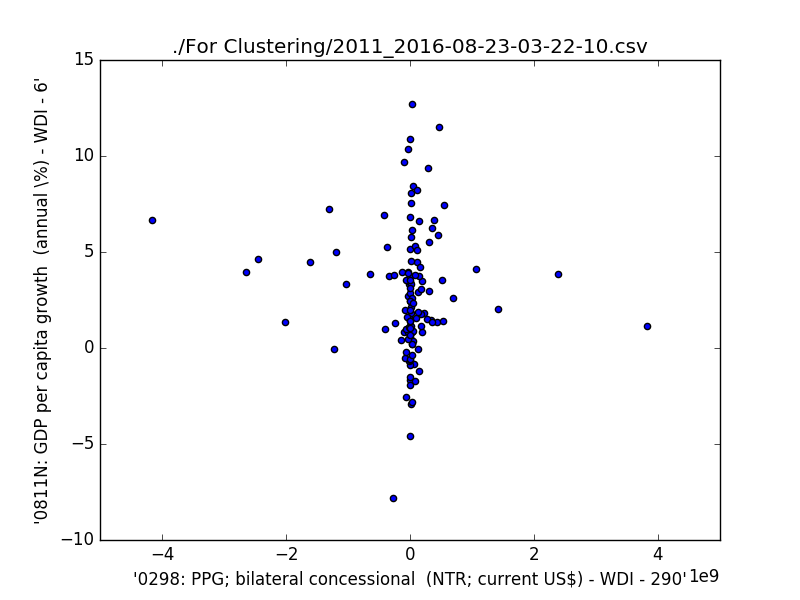 ./For Clustering/2011_2016-08-23-03-22-10.csv
15
10
5
0
−5
−10
'0811N: GDP per capita growth  (annual \%) - WDI - 6'
−4 −2 0 2 4
1e9
'0298: PPG; bilateral concessional  (NTR; current US$) - WDI - 290'